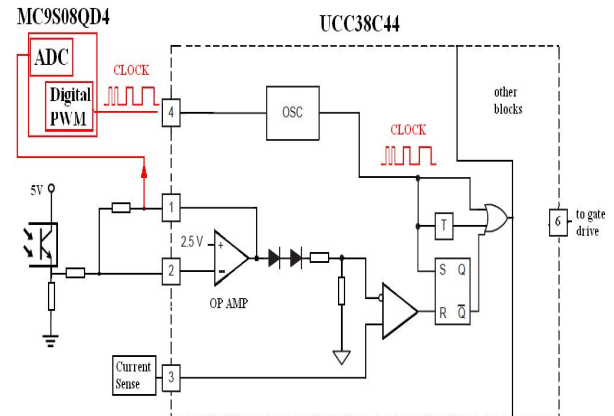 MC9S08QD4
UCC38C44
ADC
Digital
PWM
CLOCK
4
OSC
other
blocks
CLOCK
5V
1
2.5 V
+
−
2
OP AMP
T
S Q
R Q̅
6
to gate
drive
Current
Sense
3